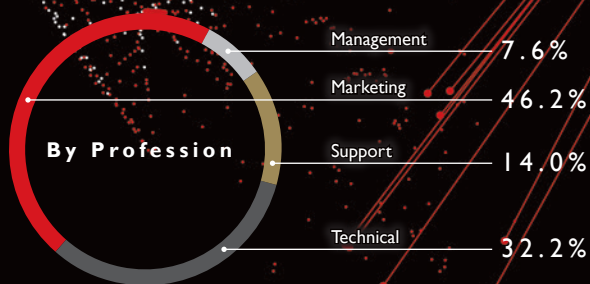 Management 7.6%
Marketing 46.2%
By Profession
Support 14.0%
Technical 32.2%